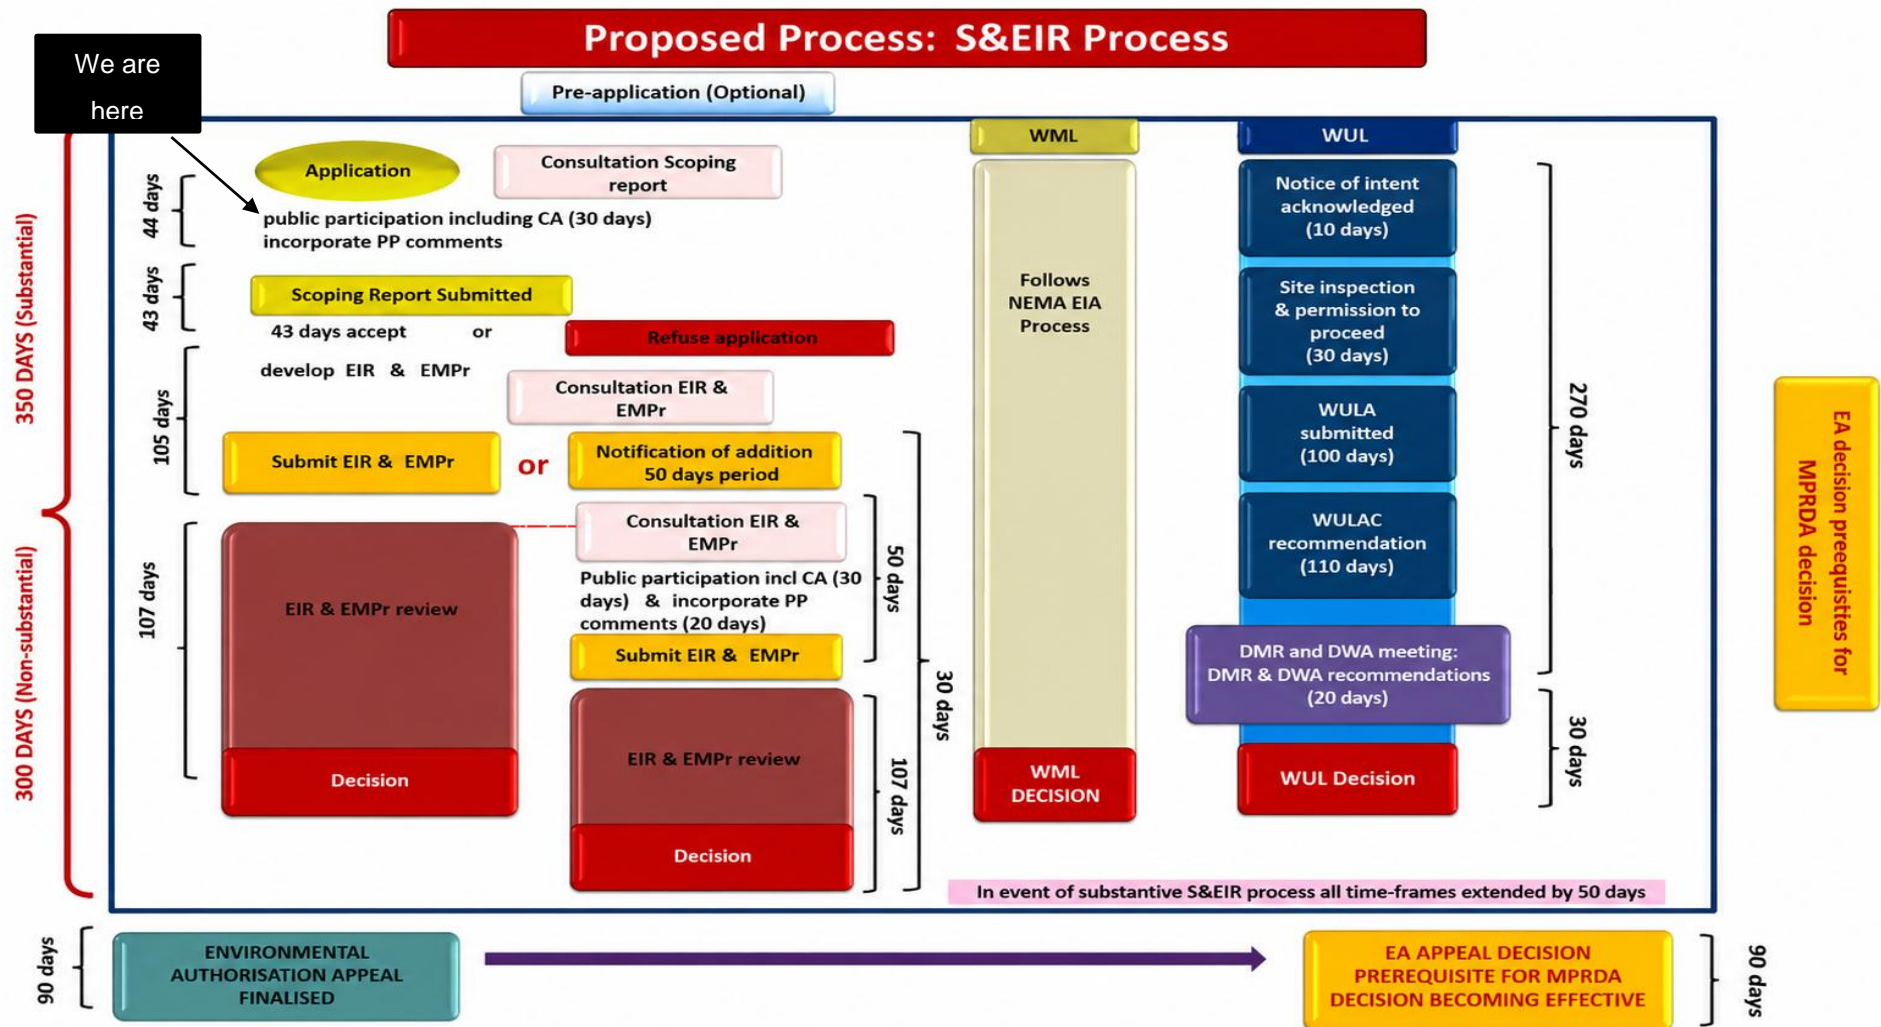 Proposed Process: S&EIR Process
We are
here
Pre-application (Optional)
350 DAYS (Substantial)
300 DAYS (Non-substantial)
44 days
Application
Consultation Scoping
report
public participation including CA (30 days)
incorporate PP comments
43 days
Scoping Report Submitted
43 days accept or
Refuse application
105 days
develop EIR & EMPr
Consultation EIR &
EMPr
Submit EIR & EMPr
or
Notification of addition
50 days period
107 days
EIR & EMPr review
Decision
Consultation EIR &
EMPr
Public participation incl CA (30
days) & incorporate PP
comments (20 days)
Submit EIR & EMPr
50 days
EIR & EMPr review
Decision
107 days
30 days
WML
Follows
NEMA EIA
Process
WML
DECISION
WUL
Notice of intent
acknowledged
(10 days)
Site inspection
& permission to
proceed
(30 days)
WULA
submitted
(100 days)
WULAC
recommendation
(110 days)
DMR and DWA meeting:
DMR & DWA recommendations
(20 days)
WUL Decision
270 days
30 days
EA decision preequistties for
MPRDA decision
In event of substantive S&EIR process all time-frames extended by 50 days
90 days
ENVIRONMENTAL
AUTHORISATION APPEAL
FINALISED
EA APPEAL DECISION
PREREQUISITE FOR MPRDA
DECISION BECOMING EFFECTIVE
90 days